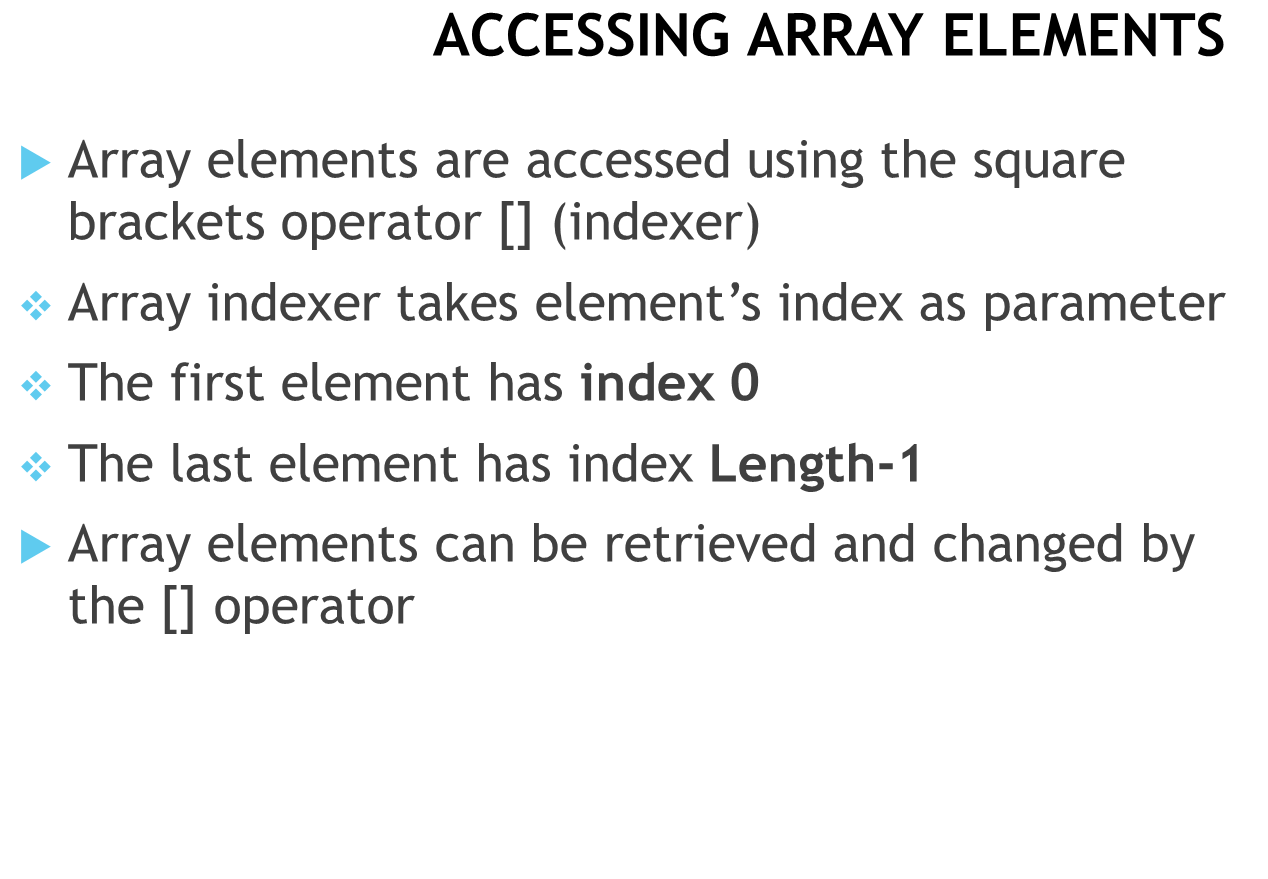 ACCESSING ARRAY ELEMENTS
Array elements are accessed using the square
brackets operator [] (indexer)
Array indexer takes element’s index as parameter
The first element has index 0
The last element has index Length-1
Array elements can be retrieved and changed by
the [] operator